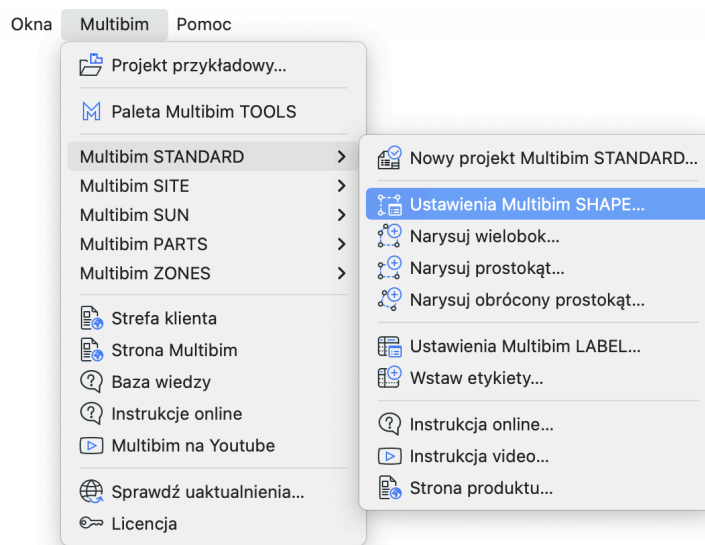 Okna Multibim Pomoc
Projekt przykładowy...
Paleta Multibim TOOLS
Multibim STANDARD
Multibim SITE
Multibim SUN
Multibim PARTS
Multibim ZONES
Strefa klienta
Strona Multibim
Baza wiedzy
Instrukcje online
Multibim na Youtube
Sprawdź uaktualnienia...
Licencja
Nowy projekt Multibim STANDARD...
Ustawienia Multibim SHAPE...
Narysuj wielobok...
Narysuj prostokąt...
Narysuj obrócony prostokąt...
Ustawienia Multibim LABEL...
Wstaw etykiety...
Instrukcja online...
Instrukcja video...
Strona produktu...